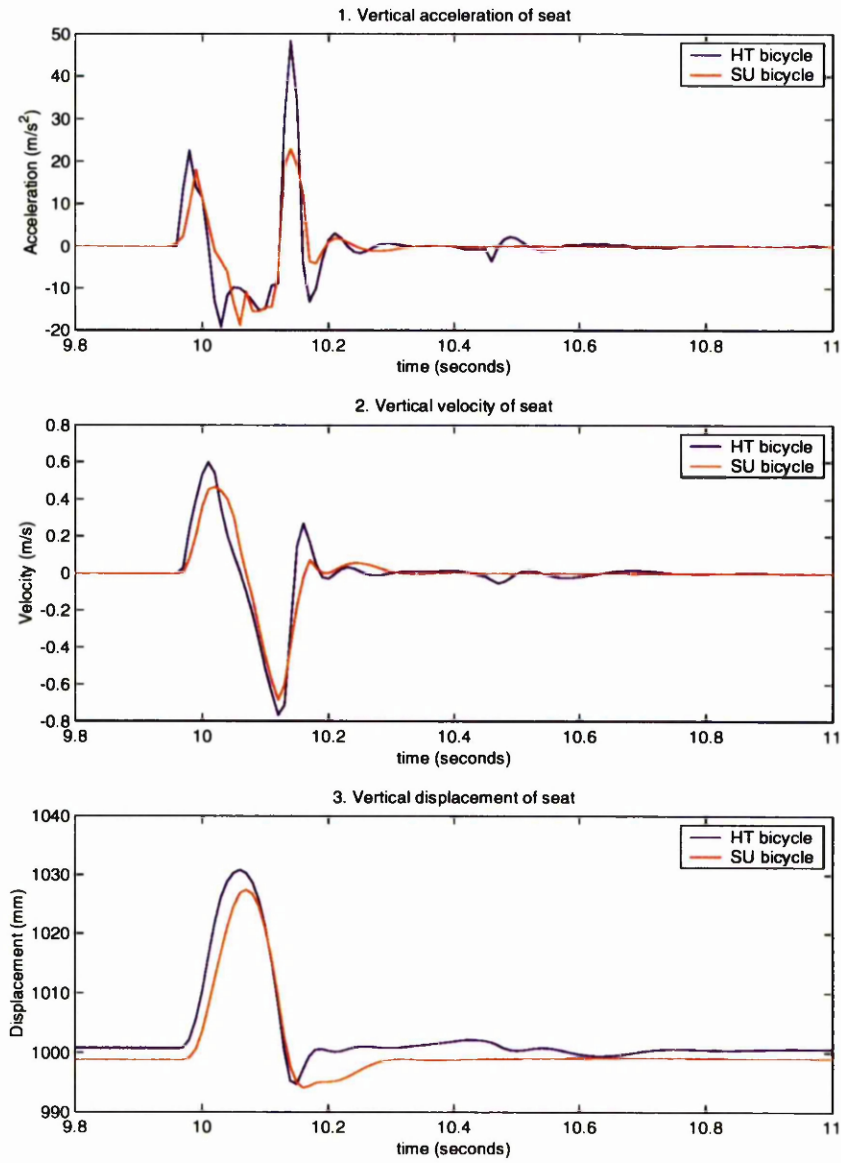 1. Vertical acceleration of seat
50
40
30
20
10
0
-10
-20
Acceleration (m/s²)
HT bicycle
SU bicycle
9.8 10 10.2 10.4 10.6 10.8 11
time (seconds)
2. Vertical velocity of seat
0.8
0.6
0.4
0.2
0
-0.2
-0.4
-0.6
-0.8
Velocity (m/s)
HT bicycle
SU bicycle
9.8 10 10.2 10.4 10.6 10.8 11
time (seconds)
3. Vertical displacement of seat
1040
1030
1020
1010
1000
990
Displacement (mm)
HT bicycle
SU bicycle
9.8 10 10.2 10.4 10.6 10.8 11
time (seconds)